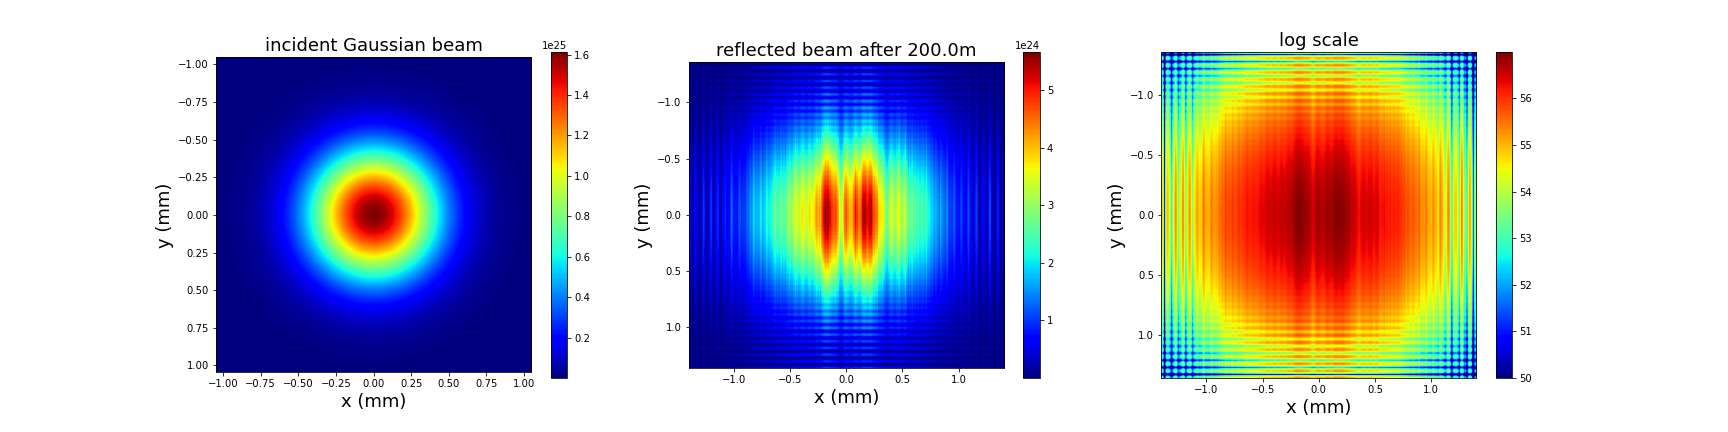 incident Gaussian beam
1e25
−1.00
−0.75
−0.50
−0.25
0.00
0.25
0.50
0.75
1.00
y (mm)
−1.00 −0.75 −0.50 −0.25 0.00 0.25 0.50 0.75 1.00
x (mm)
1.6
1.4
1.2
1.0
0.8
0.6
0.4
0.2
reflected beam after 200.0m
1e24
−1.0
−0.5
0.0
0.5
1.0
y (mm)
−1.0 −0.5 0.0 0.5 1.0
x (mm)
5
4
3
2
1
log scale
−1.0
−0.5
0.0
0.5
1.0
y (mm)
−1.0 −0.5 0.0 0.5 1.0
x (mm)
56
55
54
53
52
51
50